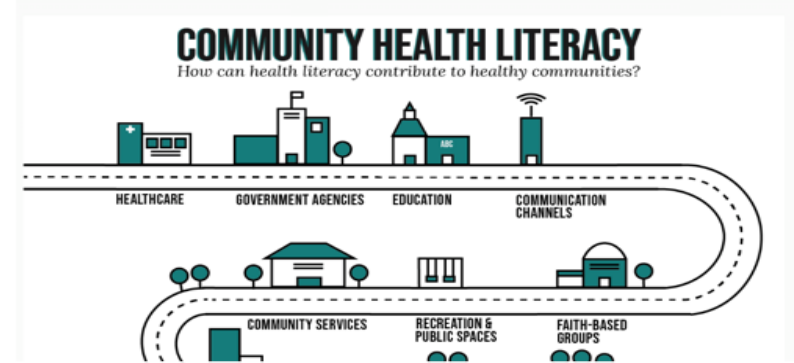 COMMUNITY HEALTH LITERACY
How can health literacy contribute to healthy communities?
ABC
HEALTHCARE
GOVERNMENT AGENCIES
EDUCATION
COMMUNICATION
CHANNELS
COMMUNITY SERVICES
RECREATION &
PUBLIC SPACES
FAITH-BASED
GROUPS